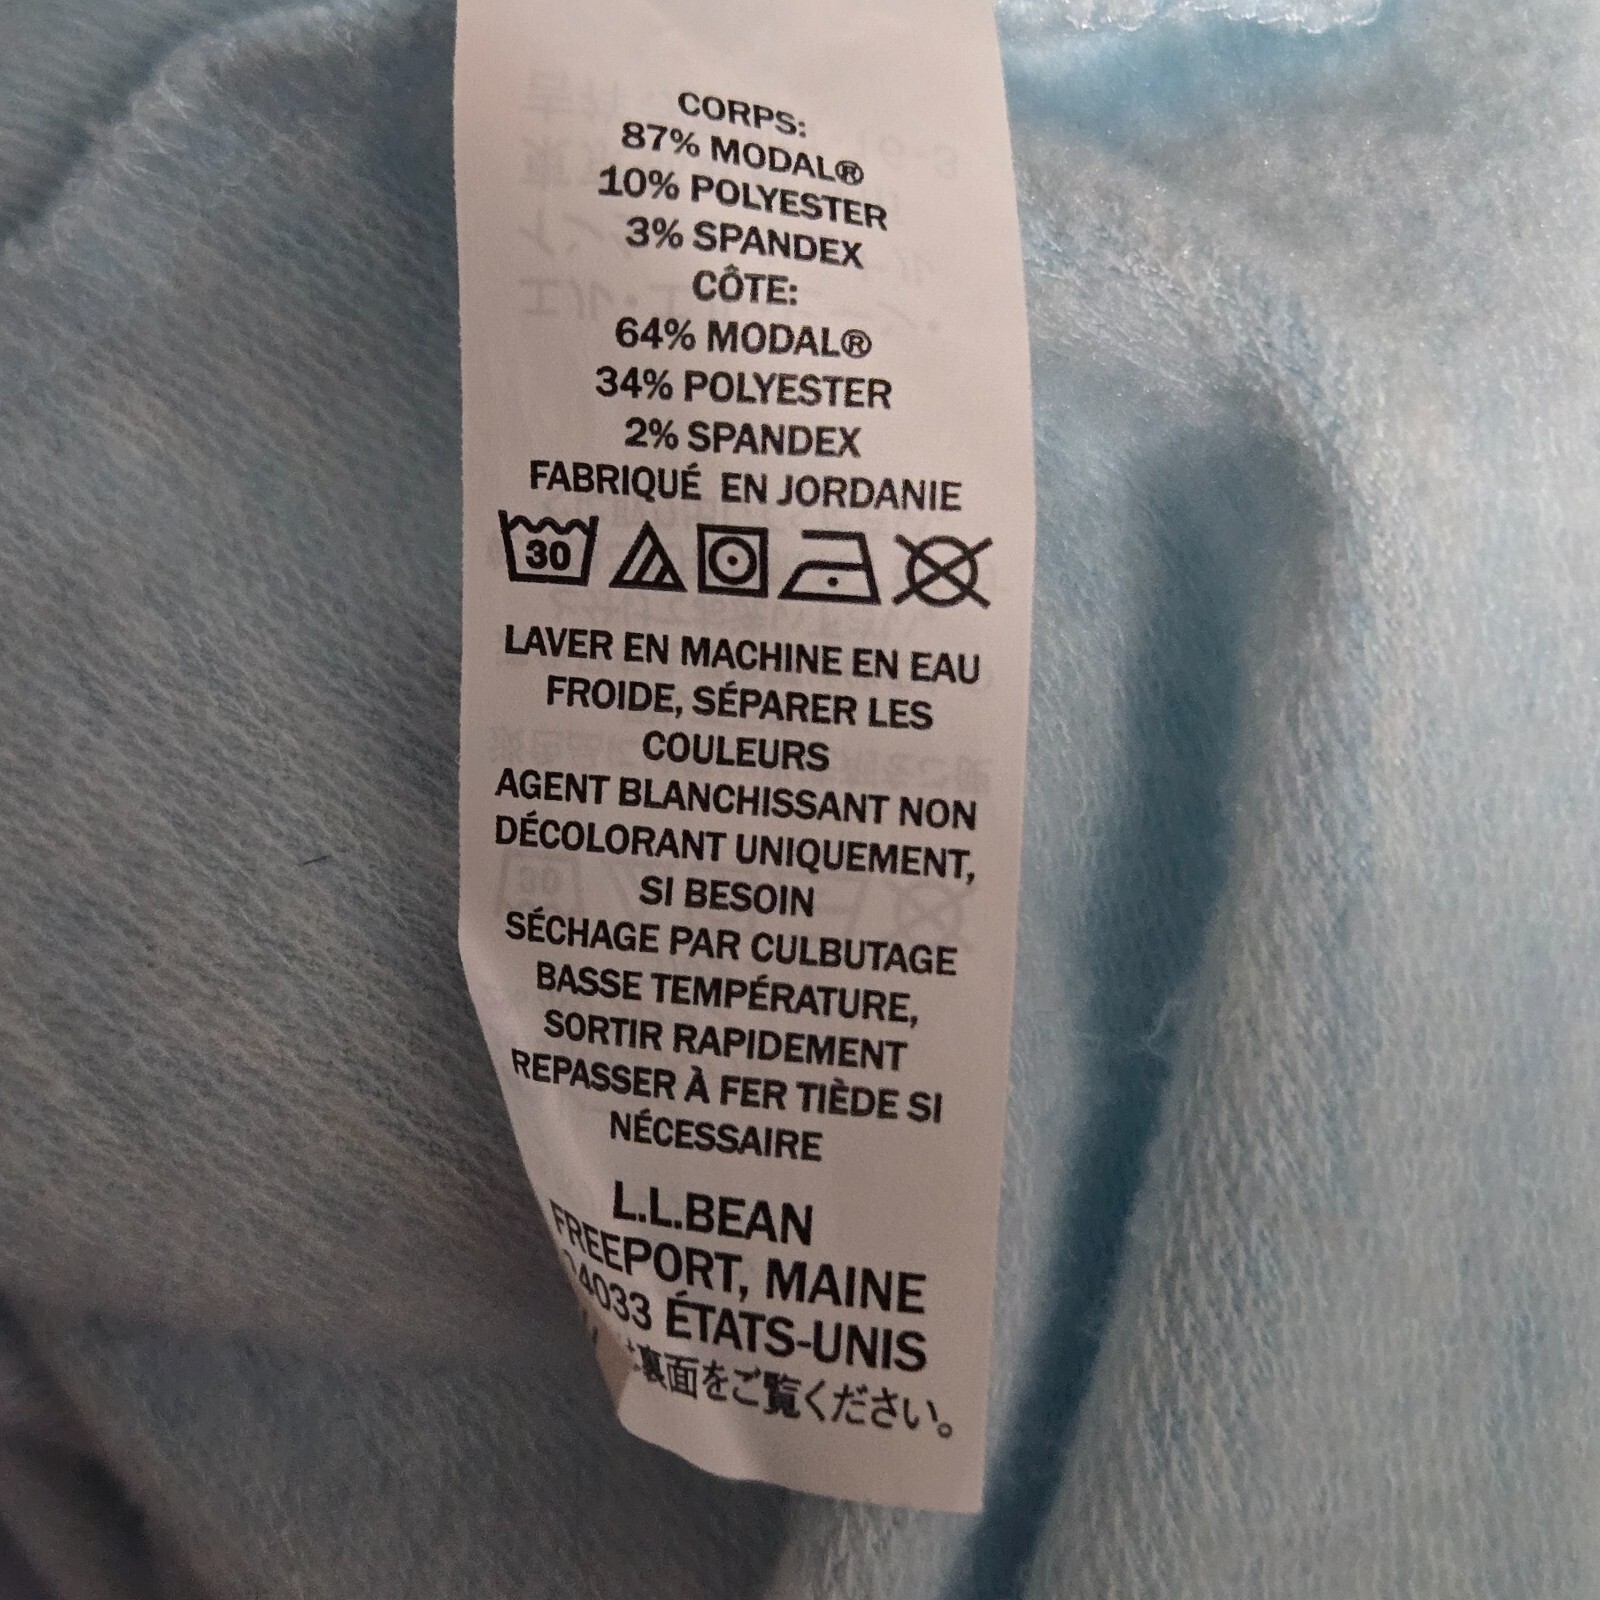 CORPS:
87% MODAL®
10% POLYESTER
3% SPANDEX
CÔTE:
64% MODAL®
34% POLYESTER
2% SPANDEX
FABRIQUÉ EN JORDANIE
30
LAVER EN MACHINE EN EAU
FROIDE, SÉPARER LES
COULEURS
AGENT BLANCHISSANT NON
DÉCOLORANT UNIQUEMENT,
SI BESOIN
SÉCHAGE PAR CULBUTAGE
BASSE TEMPÉRATURE,
SORTIR RAPIDEMENT
REPASSER À FER TIÈDE SI
NÉCESSAIRE
L.L.BEAN
FREEPORT, MAINE
04033 ÉTATS-UNIS
裏面をご覧ください。